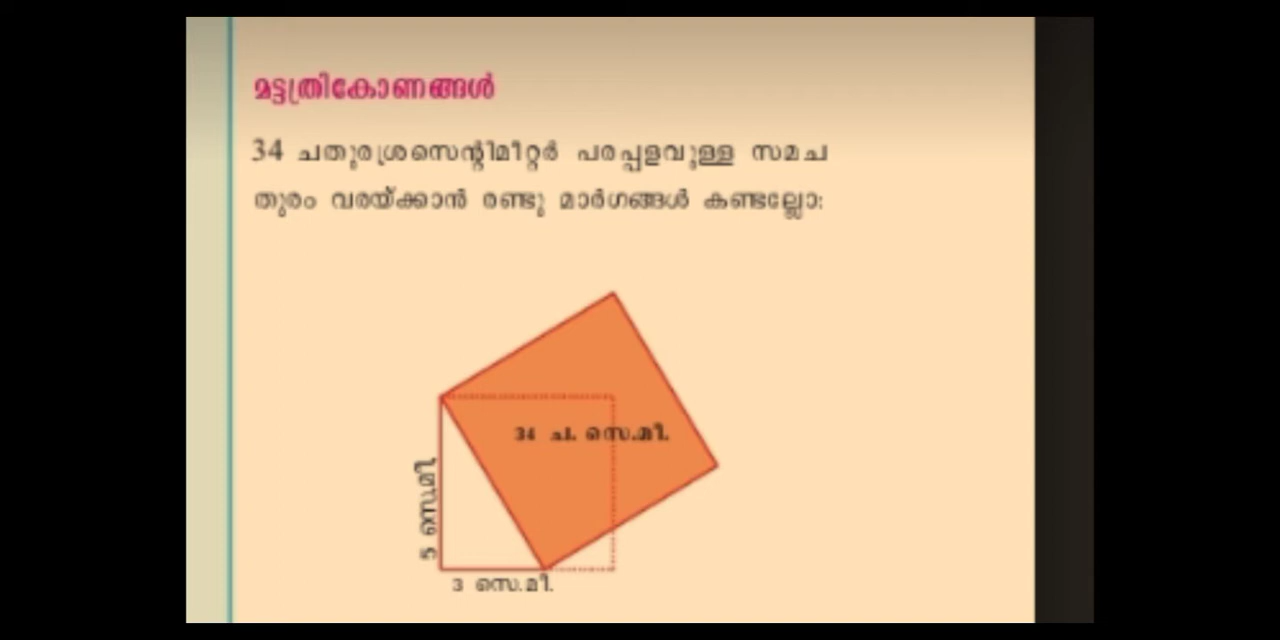 മട്ടത്രികോണങ്ങൾ
34 ചതുരശ്രസെന്റിമീറ്റർ പരപ്പളവുള്ള സമച
തുരം വരയ്ക്കാൻ രണ്ടു മാർഗങ്ങൾ കണ്ടല്ലോ:
34 ച. സെ.മീ.
5 സെ.മീ.
3 സെ.മീ.